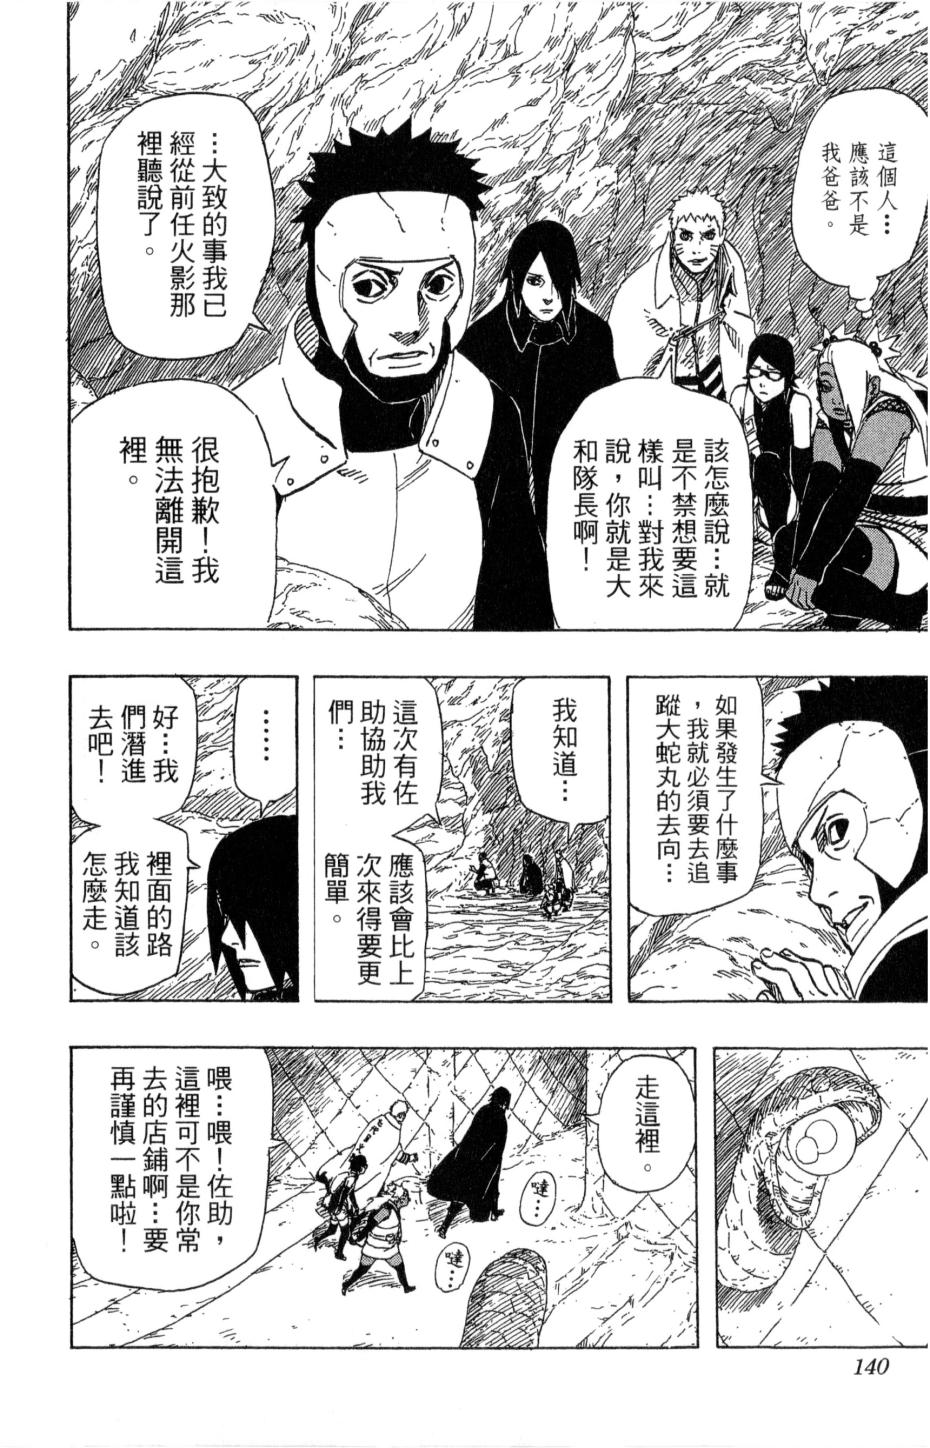 這個人…
應該不是
我爸爸。
該怎麼說…就
是不禁想要這
樣叫…對我來
說，你就是大
和隊長啊！
…大致的事我已
經從前任火影那
裡聽說了。
很抱歉！我
無法離開這
裡。
如果發生了什麼事
，我就必須要去追
蹤大蛇丸的去向…
我知道…
這次有佐
助協助我
們…
應該會比上
次來得要更
簡單。
……
好…我
們潛進
去吧！
裡面的路
我知道該
怎麼走。
走這裡。
噠…
噠…
喂…喂！佐助，
這裡可不是你常
去的店鋪啊…要
再謹慎一點啦！
140